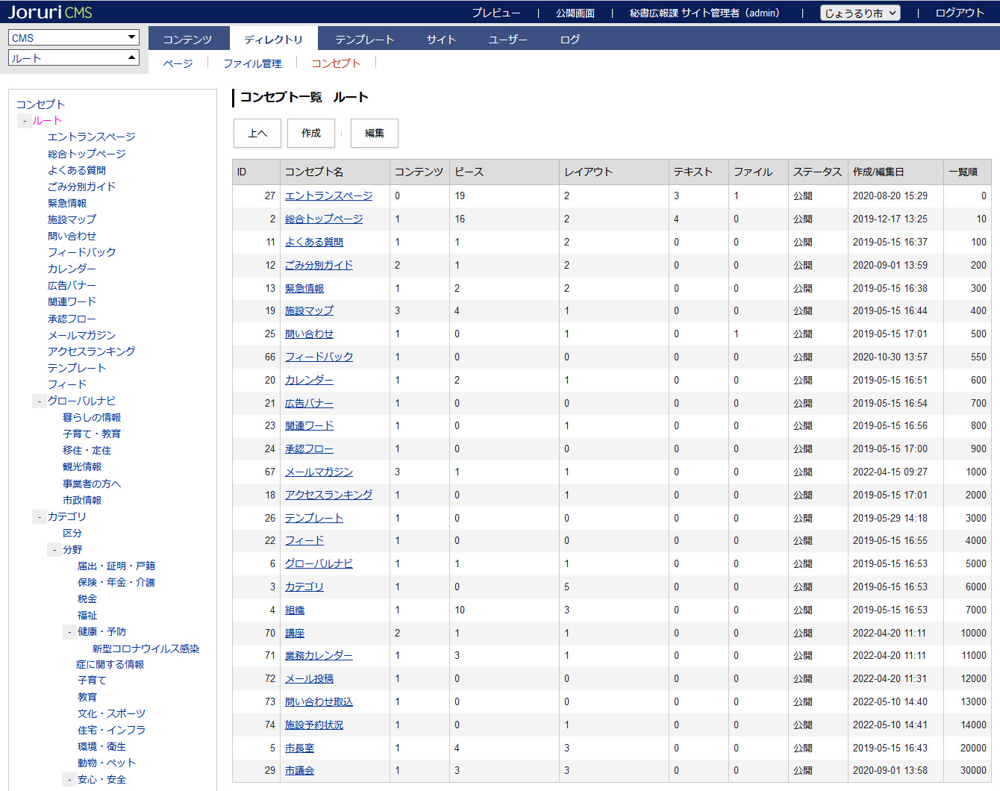 Joruri CMS
プレビュー | 公開画面 | 秘書広報課 サイト管理者（admin） | じょうるり市 | ログアウト
CMS
コンテンツ ディレクトリ テンプレート サイト ユーザー ログ
ルート
ページ ファイル管理 コンセプト
コンセプト
- ルート
エントランスページ
総合トップページ
よくある質問
ごみ分別ガイド
緊急情報
施設マップ
問い合わせ
フィードバック
カレンダー
広告バナー
関連ワード
承認フロー
メールマガジン
アクセスランキング
テンプレート
フィード
- グローバルナビ
暮らしの情報
子育て・教育
移住・定住
観光情報
事業者の方へ
市政情報
- カテゴリ
区分
- 分野
届出・証明・戸籍
保険・年金・介護
税金
福祉
- 健康・予防
新型コロナウイルス感染
症に関する情報
子育て
教育
文化・スポーツ
住宅・インフラ
環境・衛生
動物・ペット
- 安心・安全
コンセプト一覧 ルート
上へ 作成 編集
ID コンセプト名 コンテンツ ピース レイアウト テキスト ファイル ステータス 作成/編集日 一覧順
27 エントランスページ 0 19 2 3 1 公開 2020-08-20 15:29 0
2 総合トップページ 1 16 2 4 0 公開 2019-12-17 13:25 10
11 よくある質問 1 1 2 0 0 公開 2019-05-15 16:37 100
12 ごみ分別ガイド 2 1 2 0 0 公開 2020-09-01 13:59 200
13 緊急情報 1 2 2 0 0 公開 2019-05-15 16:38 300
19 施設マップ 3 4 1 0 0 公開 2019-05-15 16:44 400
25 問い合わせ 1 0 1 0 1 公開 2019-05-15 17:01 500
66 フィードバック 1 0 0 0 0 公開 2020-10-30 13:57 550
20 カレンダー 1 2 1 0 0 公開 2019-05-15 16:51 600
21 広告バナー 1 0 0 0 0 公開 2019-05-15 16:54 700
23 関連ワード 1 0 1 0 0 公開 2019-05-15 16:56 800
24 承認フロー 1 0 0 0 0 公開 2019-05-15 17:00 900
67 メールマガジン 3 1 1 0 0 公開 2022-04-15 09:27 1000
18 アクセスランキング 1 0 1 0 0 公開 2019-05-15 17:01 2000
26 テンプレート 1 0 0 0 0 公開 2019-05-29 14:18 3000
22 フィード 1 0 0 0 0 公開 2019-05-15 16:55 4000
6 グローバルナビ 1 1 1 0 0 公開 2019-05-15 16:53 5000
3 カテゴリ 1 0 5 0 0 公開 2019-05-15 16:53 6000
4 組織 1 10 3 0 0 公開 2019-05-15 16:53 7000
70 講座 2 1 1 0 0 公開 2022-04-20 11:11 10000
71 業務カレンダー 1 3 1 0 0 公開 2022-04-20 11:11 11000
72 メール投稿 1 0 0 0 0 公開 2022-04-20 11:31 12000
73 問い合わせ取込 1 0 0 0 0 公開 2022-05-10 14:40 13000
74 施設予約状況 1 0 1 0 0 公開 2022-05-10 14:41 14000
5 市長室 1 4 3 0 0 公開 2019-05-15 16:43 20000
29 市議会 1 3 3 0 0 公開 2020-09-01 13:58 30000